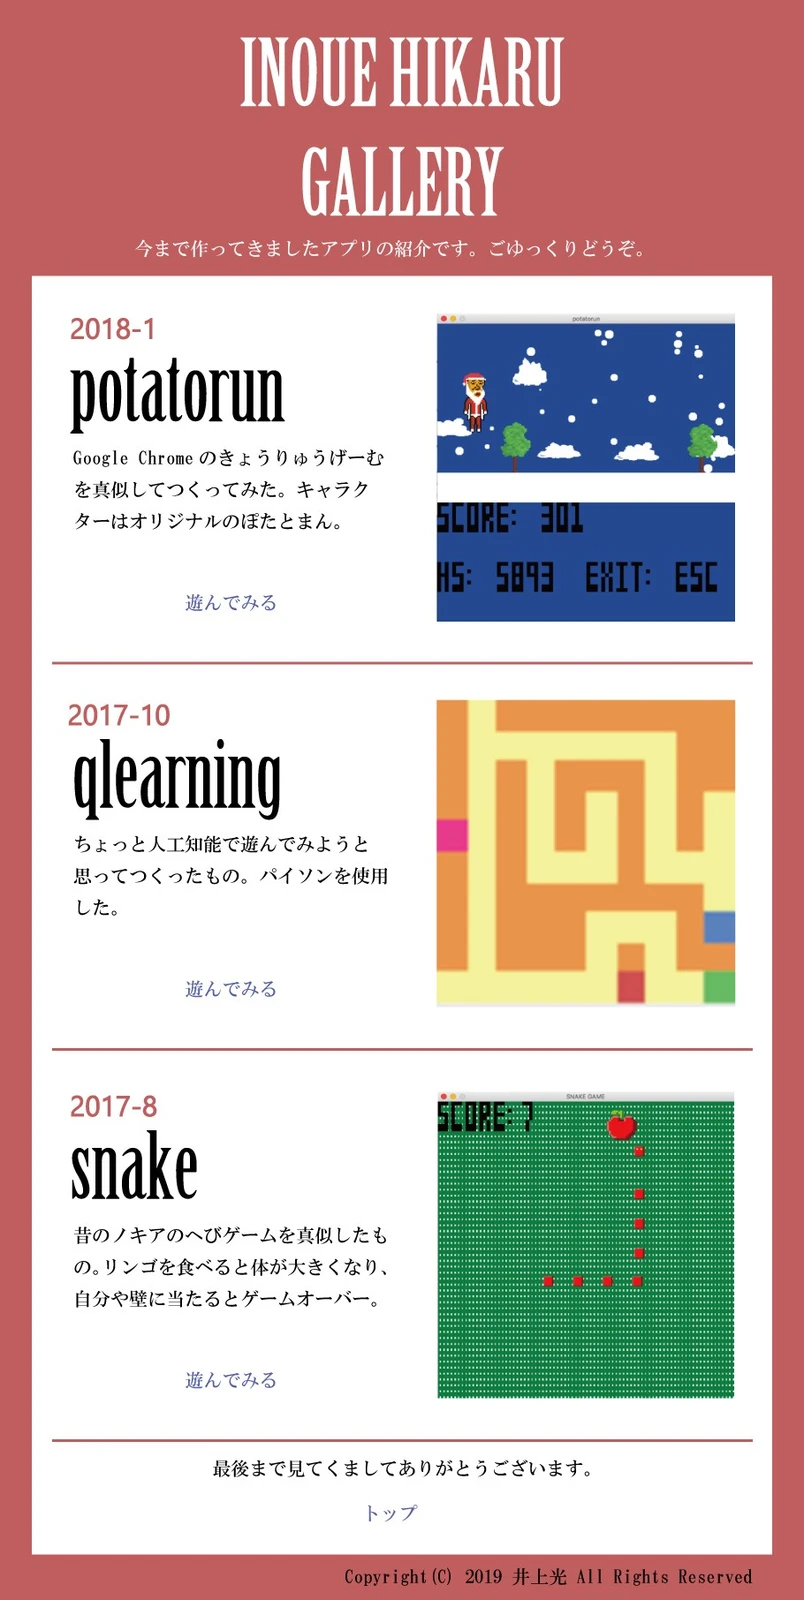 INOUE HIKARU
GALLERY
今まで作ってきましたアプリの紹介です。ごゆっくりどうぞ。
2018-1
potatorun
Google Chrome のきょうりゅうげーむ
を真似してつくってみた。キャラク
ターはオリジナルのぽたとまん。
遊んでみる
potatorun
SCORE: 301
HS: 5893 EXIT: ESC
2017-10
qlearning
ちょっと人工知能で遊んでみようと
思ってつくったもの。パイソンを使用
した。
遊んでみる
2017-8
snake
昔のノキアのへびゲームを真似したも
の。リンゴを食べると体が大きくなり、
自分や壁に当たるとゲームオーバー。
遊んでみる
SNAKE GAME
SCORE: 7
最後まで見てくましてありがとうございます。
トップ
Copyright(C) 2019 井上光 All Rights Reserved